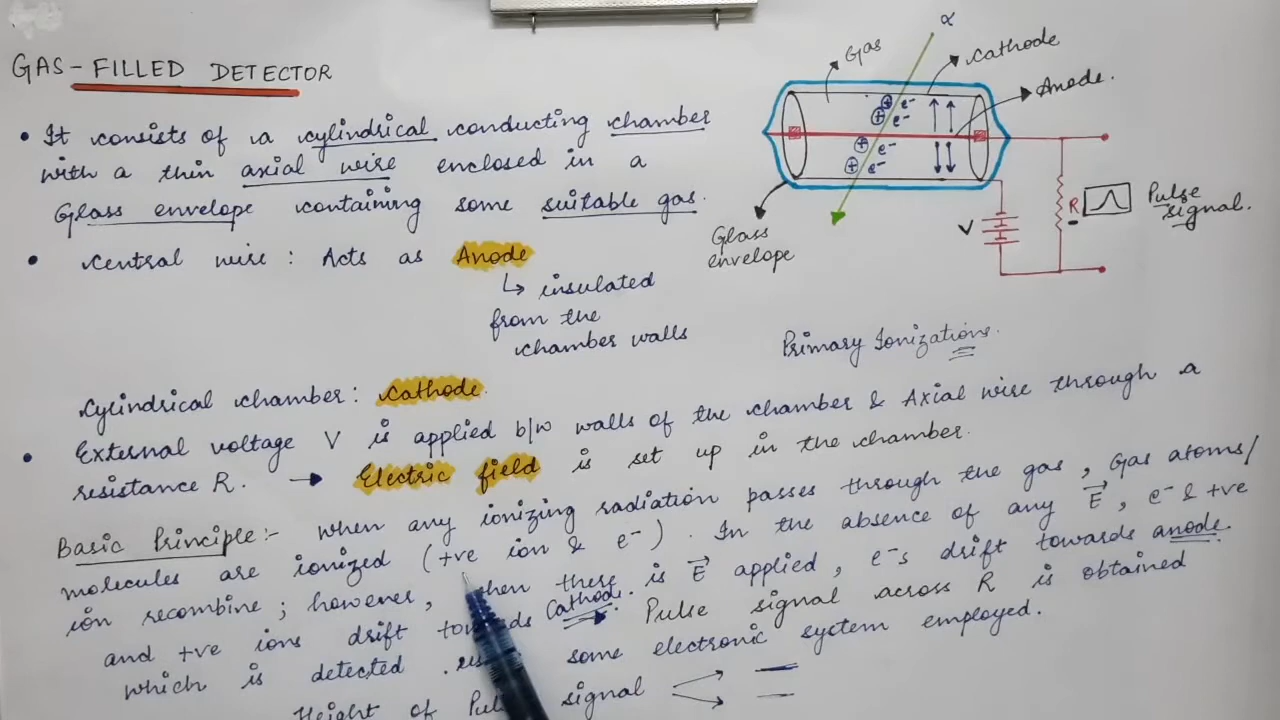 GAS-FILLED DETECTOR
• It consists of a cylindrical conducting chamber
with a thin axial wire enclosed in a
Glass envelope containing some suitable gas.
• Central wire: Acts as Anode
↳ insulated
from the
chamber walls
Cylindrical chamber: Cathode
• External voltage V is applied b/w walls of the chamber & Axial wire through a
resistance R. → Electric field is set up in the chamber.
Basic Principle:- when any ionizing radiation passes through the gas, Gas atoms/
molecules are ionized (+ve ion & e⁻). In the absence of any E⃗, e⁻ & +ve
ion recombine; however, when there is E⃗ applied, e⁻s drift towards anode.
and +ve ions drift towards Cathode. Pulse signal across R is obtained
which is detected some electronic system employed.
Height of Pulse signal
α
Gas
Cathode
Anode.
⊕ e⁻
⊕ e⁻
⊕ e⁻
⊕ e⁻
Glass
envelope
V
R
Pulse
signal.
Primary Ionizations.